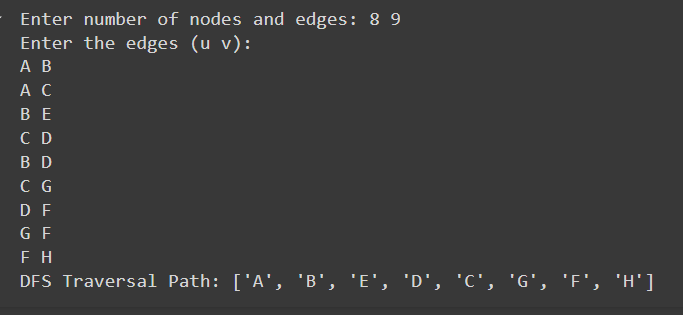 Enter number of nodes and edges: 8 9
Enter the edges (u v):
A B
A C
B E
C D
B D
C G
D F
G F
F H
DFS Traversal Path: ['A', 'B', 'E', 'D', 'C', 'G', 'F', 'H']